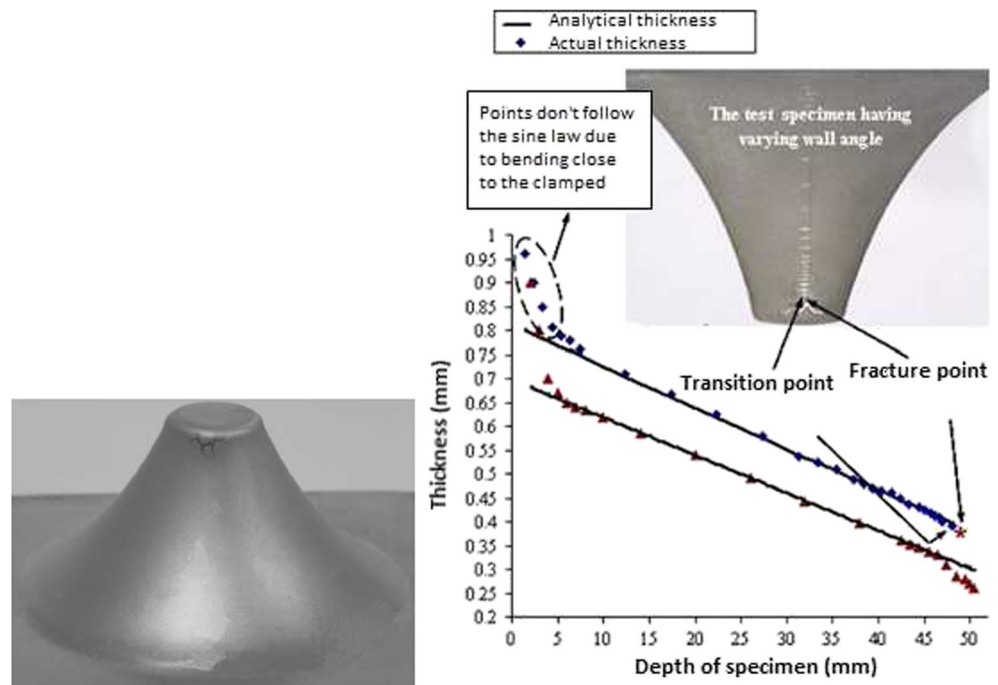 Analytical thickness
Actual thickness
Points don't follow
the sine law due
to bending close
to the clamped
The test specimen having
varying wall angle
Transition point
Fracture point
Thickness (mm)
1
0.95
0.9
0.85
0.8
0.75
0.7
0.65
0.6
0.55
0.5
0.45
0.4
0.35
0.3
0.25
0.2
0 5 10 15 20 25 30 35 40 45 50
Depth of specimen (mm)